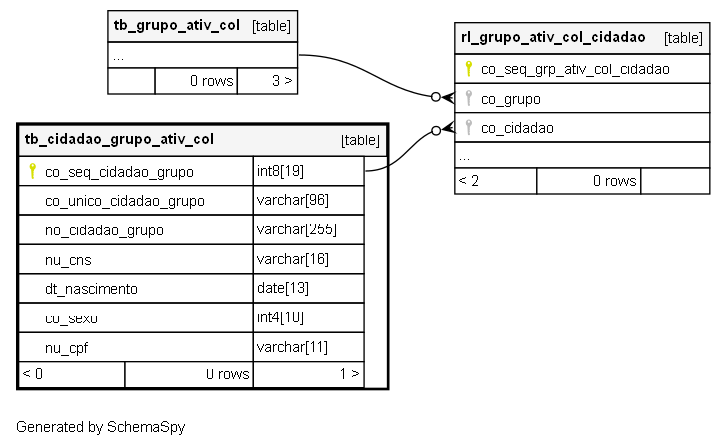 tb_grupo_ativ_col [table]
...
0 rows 3 >
rl_grupo_ativ_col_cidadao [table]
co_seq_grp_ativ_col_cidadao
co_grupo
co_cidadao
...
< 2 0 rows
tb_cidadao_grupo_ativ_col [table]
co_seq_cidadao_grupo int8[19]
co_unico_cidadao_grupo varchar[96]
no_cidadao_grupo varchar[255]
nu_cns varchar[16]
dt_nascimento date[13]
co_sexo int4[10]
nu_cpf varchar[11]
< 0 0 rows 1 >
Generated by SchemaSpy